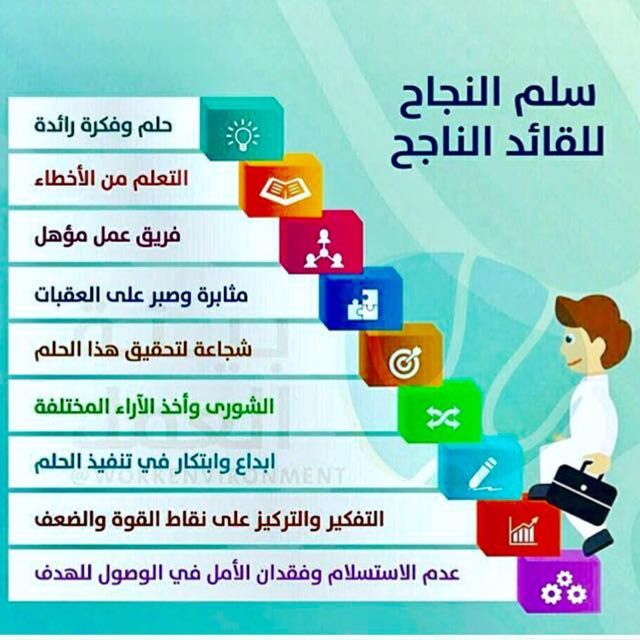 سلم النجاح
للقائد الناجح
حلم وفكرة رائدة
التعلم من الأخطاء
فريق عمل مؤهل
مثابرة وصبر على العقبات
شجاعة لتحقيق هذا الحلم
الشورى وأخذ الآراء المختلفة
ابداع وابتكار في تنفيذ الحلم
@WORKENVIRONMENT
التفكير والتركيز على نقاط القوة والضعف
عدم الاستسلام وفقدان الأمل في الوصول للهدف